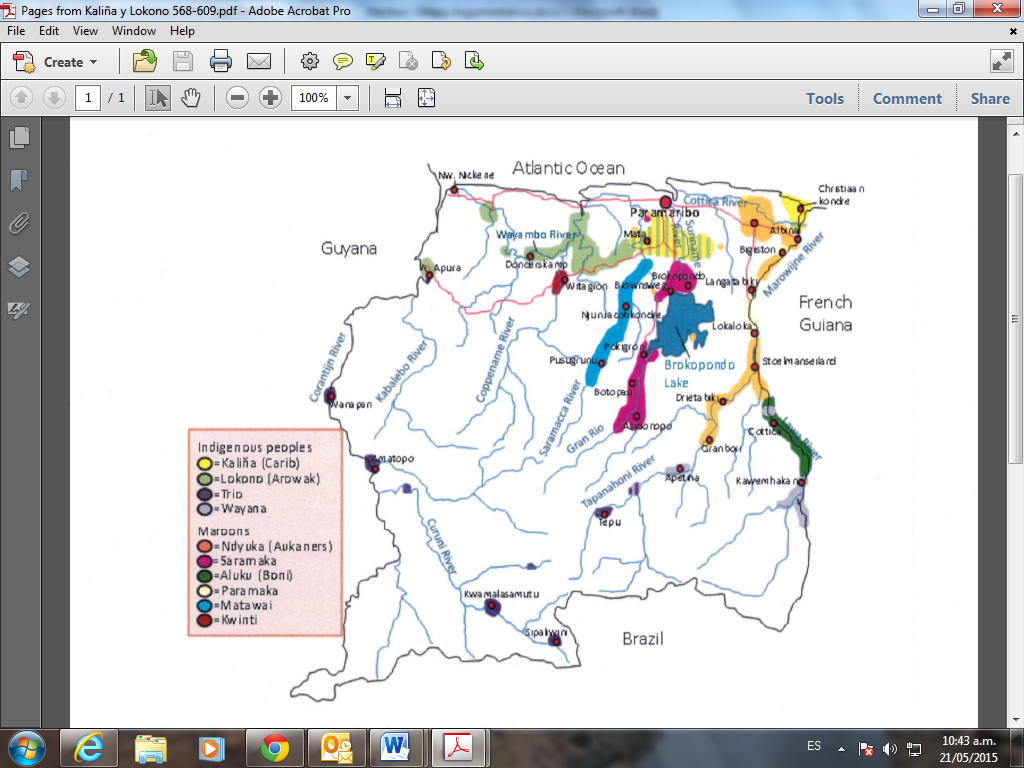 Pages from Kaliña y Lokono 568-609.pdf - Adobe Acrobat Pro
File Edit View Window Help
Create
1 / 1
100%
Tools Comment Share
Atlantic Ocean
Nw. Nickerie
Christiaan
kondre
Cottica River
Paramaribo
Albina
Wayambo River
Mata
Suriname
River
Guyana
Bigiston
Marowijne River
Donderskamp
Apura
Witagron
Brownsweg
Brokopondo
Langatabiki
French
Guiana
Njunjacobkondre
Lokaloka
Pokigron
Corantijn River
Kabalebo River
Coppename River
Pusugrunu
Brokopondo
Lake
Stoelmanseiland
Botopasi
Drietabiki
Wanapan
Saramacca River
Gran Rio
Asidonopo
Granbori
Cottica
Amatopo
Tapanahoni River
Apetina
Kawemhakan
Tepu
Curuni River
Kwamalasamutu
Sipaliwini
Brazil
Indigenous peoples
= Kaliña (Carib)
= Lokono (Arowak)
= Trio
= Wayana
Maroons
= Ndyuka (Aukaners)
= Saramaka
= Aluku (Boni)
= Paramaka
= Matawai
= Kwinti
ES
10:43 a.m.
21/05/2015